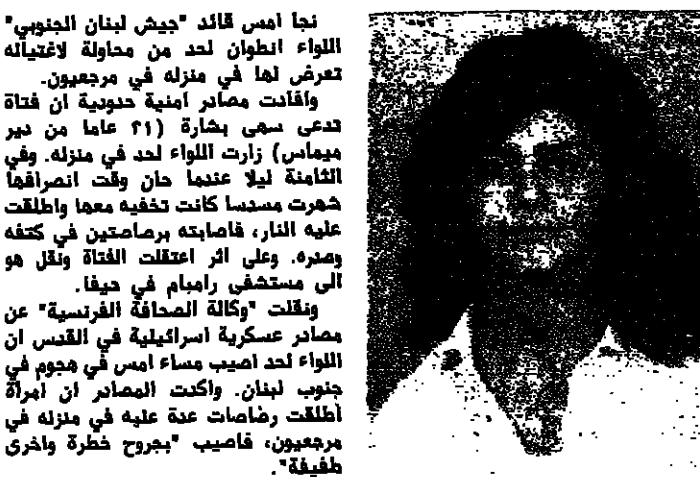 نجا امس قائد "جيش لبنان الجنوبي"
اللواء انطوان لحد من محاولة لاغتياله
تعرض لها في منزله في مرجعيون.
وافادت مصادر امنية حدودية ان فتاة
تدعى سهى بشارة (٢١ عاما من دير
ميماس) زارت اللواء لحد في منزله. وفي
الثامنة ليلا عندما حان وقت انصرافها
شهرت مسدسا كانت تخفيه معها واطلقت
عليه النار، فاصابته برصاصتين في كتفه
وصدره. وعلى اثر اعتقلت الفتاة ونقل هو
الى مستشفى رامبام في حيفا.
ونقلت "وكالة الصحافة الفرنسية" عن
مصادر عسكرية اسرائيلية في القدس ان
اللواء لحد اصيب مساء امس في هجوم في
جنوب لبنان. واكدت المصادر ان امرأة
أطلقت رصاصات عدة عليه في منزله في
مرجعيون، فاصيب "بجروح خطرة واخرى
طفيفة".